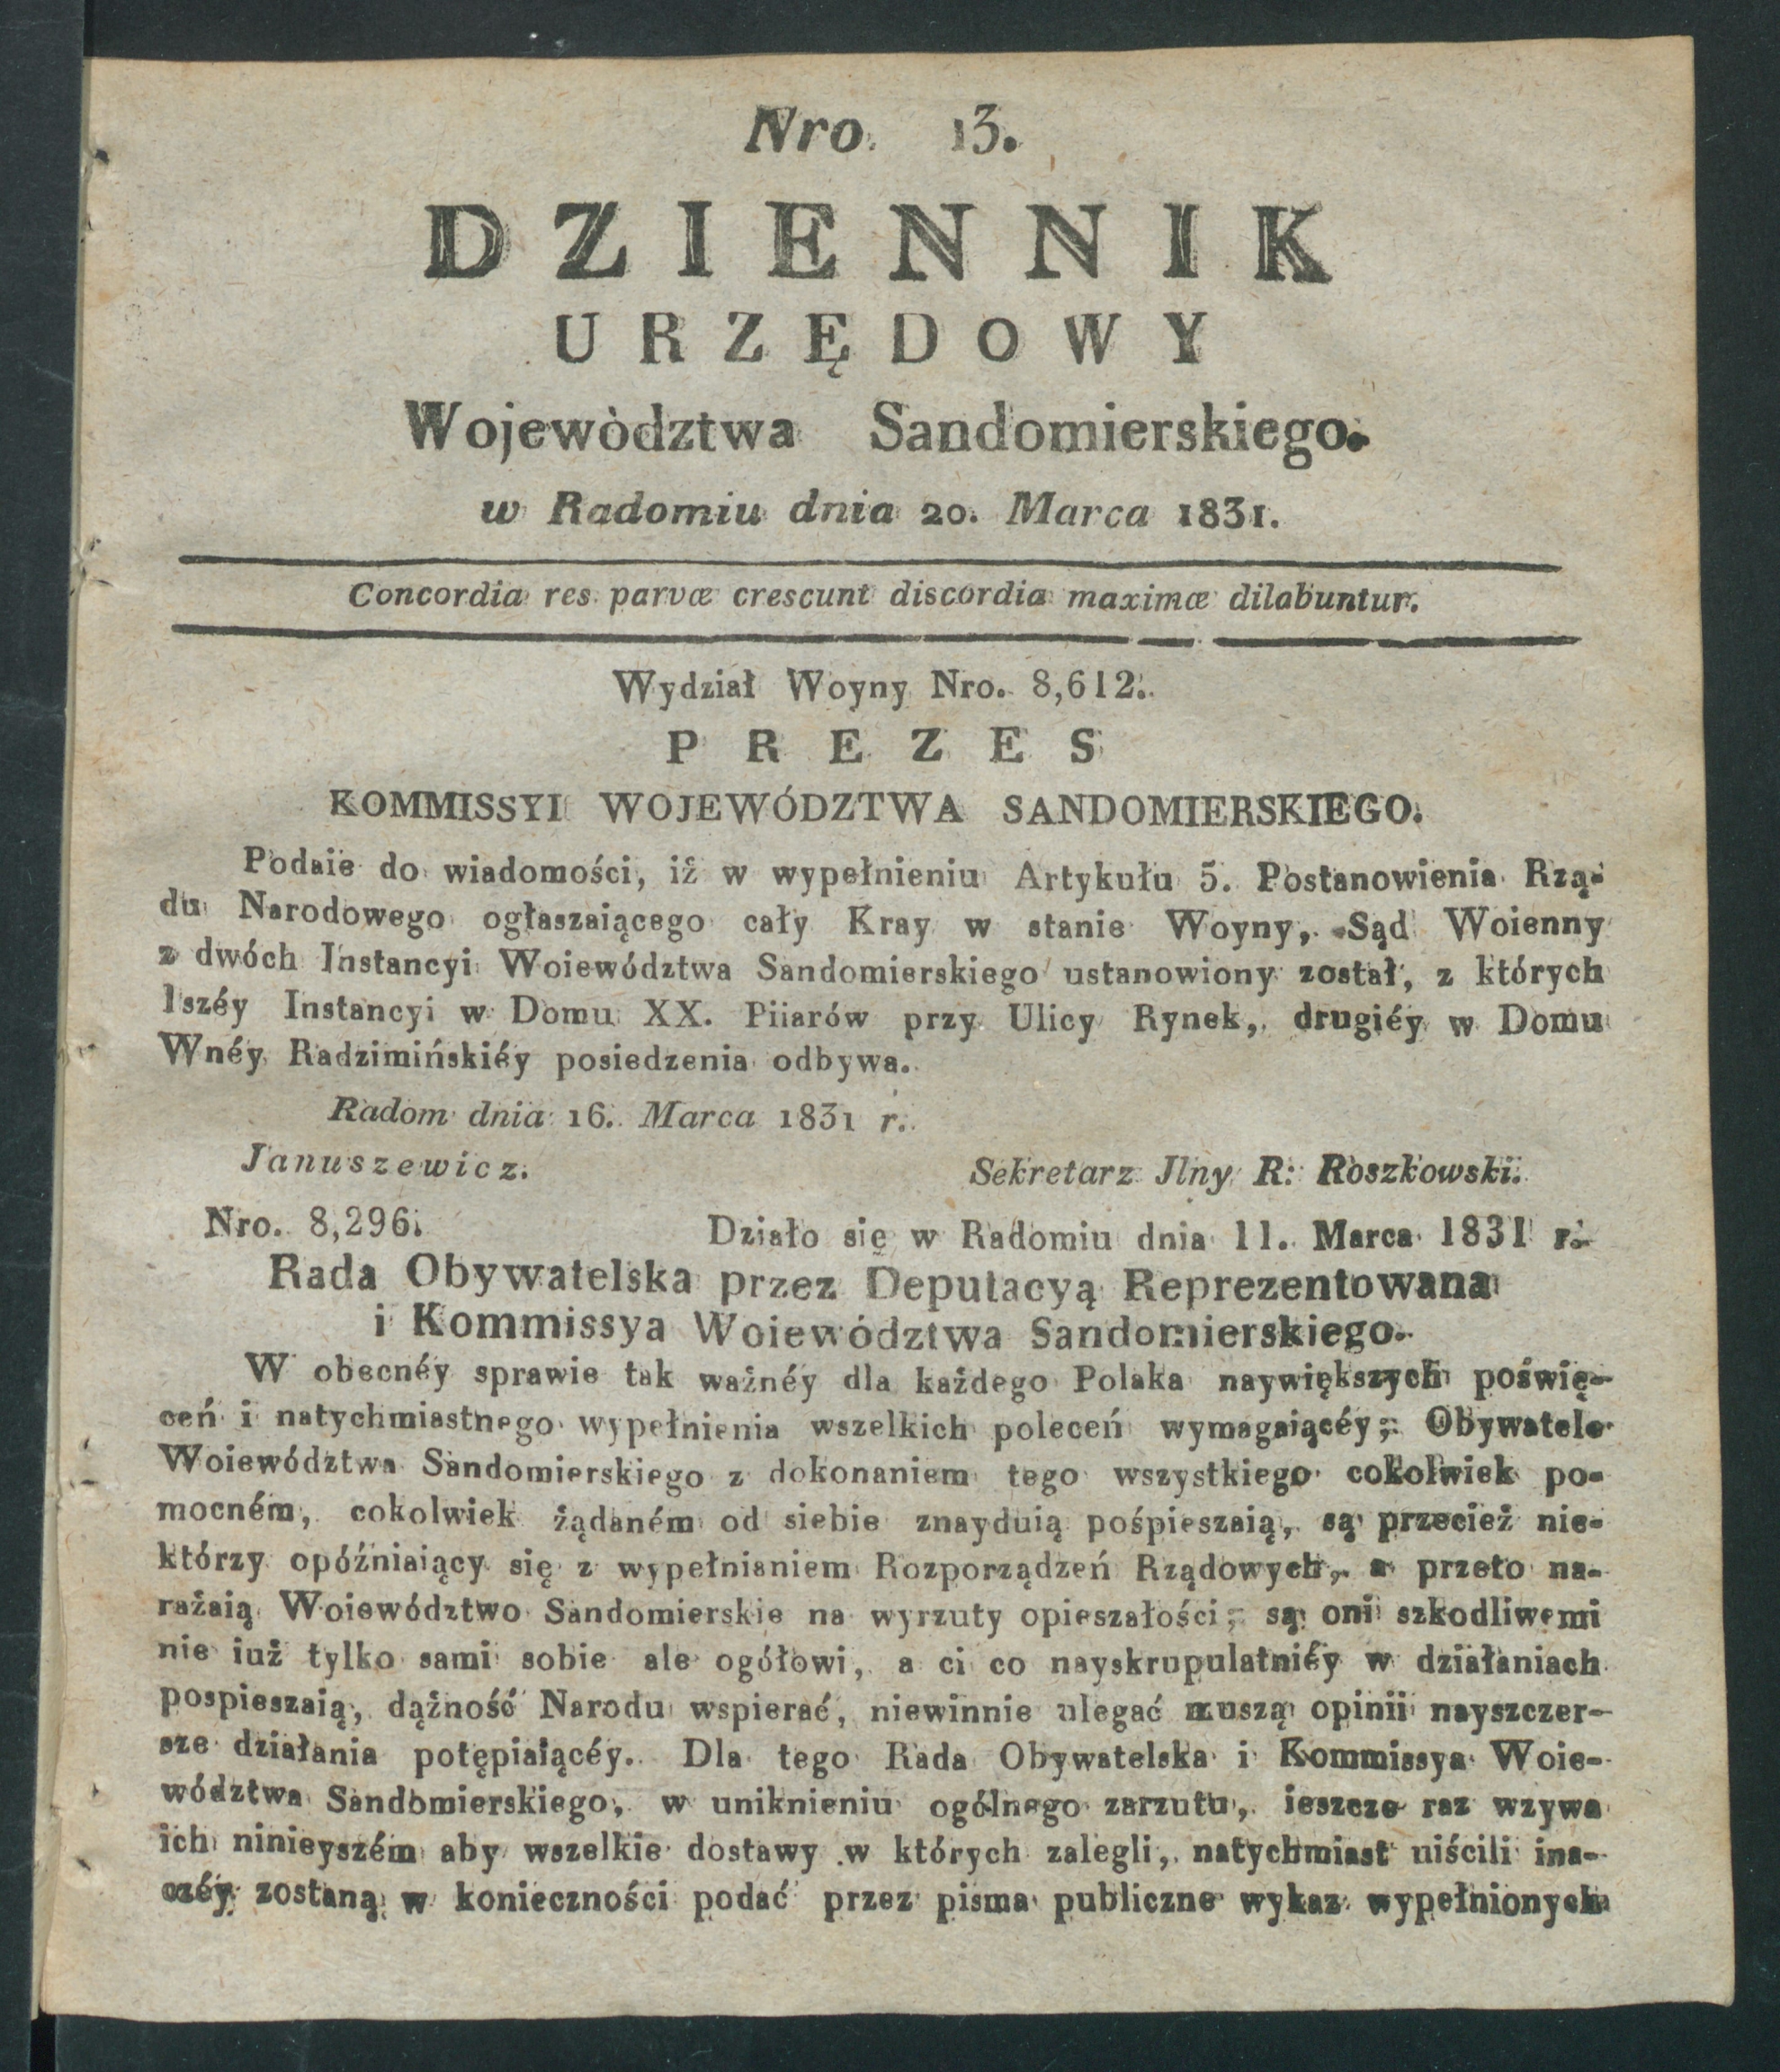 Nro. 13.
DZIENNIK
URZĘDOWY
Wojewòdztwa Sandomierskiego.
w Radomiu dnia 20. Marca 1831.
Concordia res parvæ crescunt discordia maximæ dilabuntur.
Wydział Woyny Nro. 8,612.
PREZES
KOMMISSYI WOJEWÓDZTWA SANDOMIERSKIEGO.
Podaie do wiadomości, iż w wypełnieniu Artykułu 5. Postanowienia Rzą-
du Narodowego ogłaszaiącego cały Kray w stanie Woyny, Sąd Woienny
z dwóch Instancyi Woiewództwa Sandomierskiego ustanowiony został, z których
1széy Instancyi w Domu XX. Piiarów przy Ulicy Rynek, drugiéy w Domu
Wnéy Radzimińskiéy posiedzenia odbywa.
Radom dnia 16. Marca 1831 r.
Januszewicz. Sekretarz Jlny R: Roszkowski.
Nro. 8,296. Działo się w Radomiu dnia 11. Marca 1831 r.
Rada Obywatelska przez Deputacyą Reprezentowana
i Kommissya Woiewództwa Sandomierskiego.
W obecnéy sprawie tak ważnéy dla każdego Polaka naywiększych poświę-
ceń i natychmiastnego wypełnienia wszelkich poleceń wymagaiącéy; Obywatele
Woiewództwa Sandomierskiego z dokonaniem tego wszystkiego cokolwiek po-
mocném, cokolwiek żądaném od siebie znayduią pośpieszaią, są przecież nie-
którzy opóźniaiący się z wypełnianiem Rozporządzeń Rządowych, a przeto na-
rażaią Woiewództwo Sandomierskie na wyrzuty opieszałości; są oni szkodliwemi
nie iuż tylko sami sobie ale ogółowi, a ci co nayskrupulatniéy w działaniach
pospieszaią, dążność Narodu wspierać, niewinnie ulegać muszą opinii nayszczer-
sze działania potępiaiącéy. Dla tego Rada Obywatelska i Kommissya Woie-
wództwa Sandomierskiego, w uniknieniu ogólnego zarzutu, ieszcze raz wzywa
ich ninieyszém aby wszelkie dostawy w których zalegli, natychmiast uiścili ina-
czéy zostaną w konieczności podać przez pisma publiczne wykaz wypełnionych